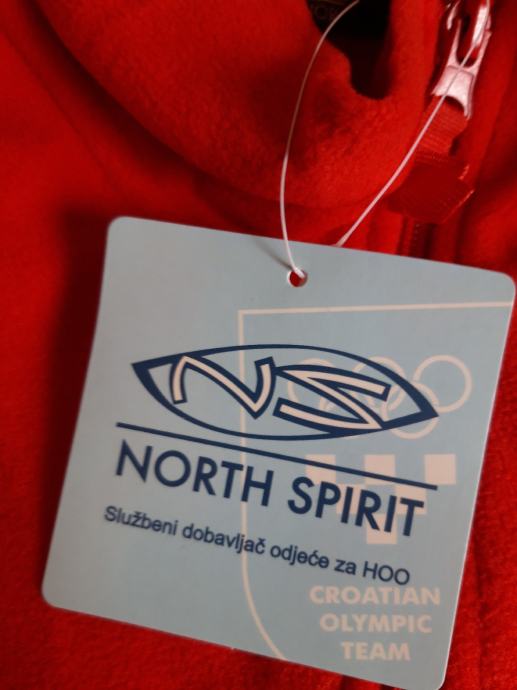 NS
NORTH SPIRIT
Službeni dobavljač odjeće za HOO
CROATIAN
OLYMPIC
TEAM